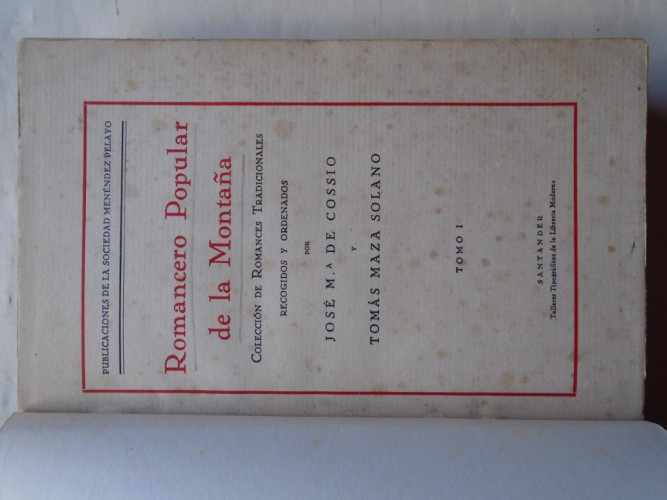 PUBLICACIONES DE LA SOCIEDAD MENÉNDEZ PELAYO
Romancero Popular
de la Montaña
COLECCIÓN DE ROMANCES TRADICIONALES
RECOGIDOS Y ORDENADOS
POR
JOSÉ M.ª DE COSSIO
Y
TOMÁS MAZA SOLANO
TOMO I
SANTANDER
Talleres Tipográficos de la Librería Moderna